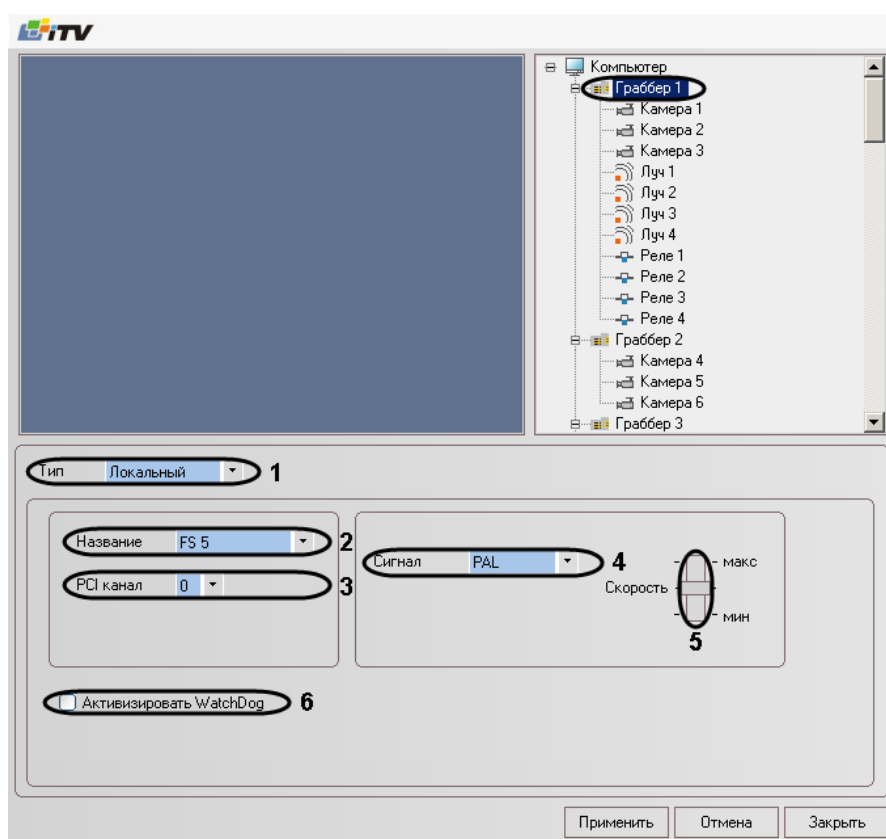 iTV
Компьютер
Граббер 1
Камера 1
Камера 2
Камера 3
Луч 1
Луч 2
Луч 3
Луч 4
Реле 1
Реле 2
Реле 3
Реле 4
Граббер 2
Камера 4
Камера 5
Камера 6
Граббер 3
Тип Локальный 1
Название FS 5 2
PCI канал 0 3
Сигнал PAL 4
макс
Скорость
мин
5
Активизировать WatchDog 6
Применить Отмена Закрыть